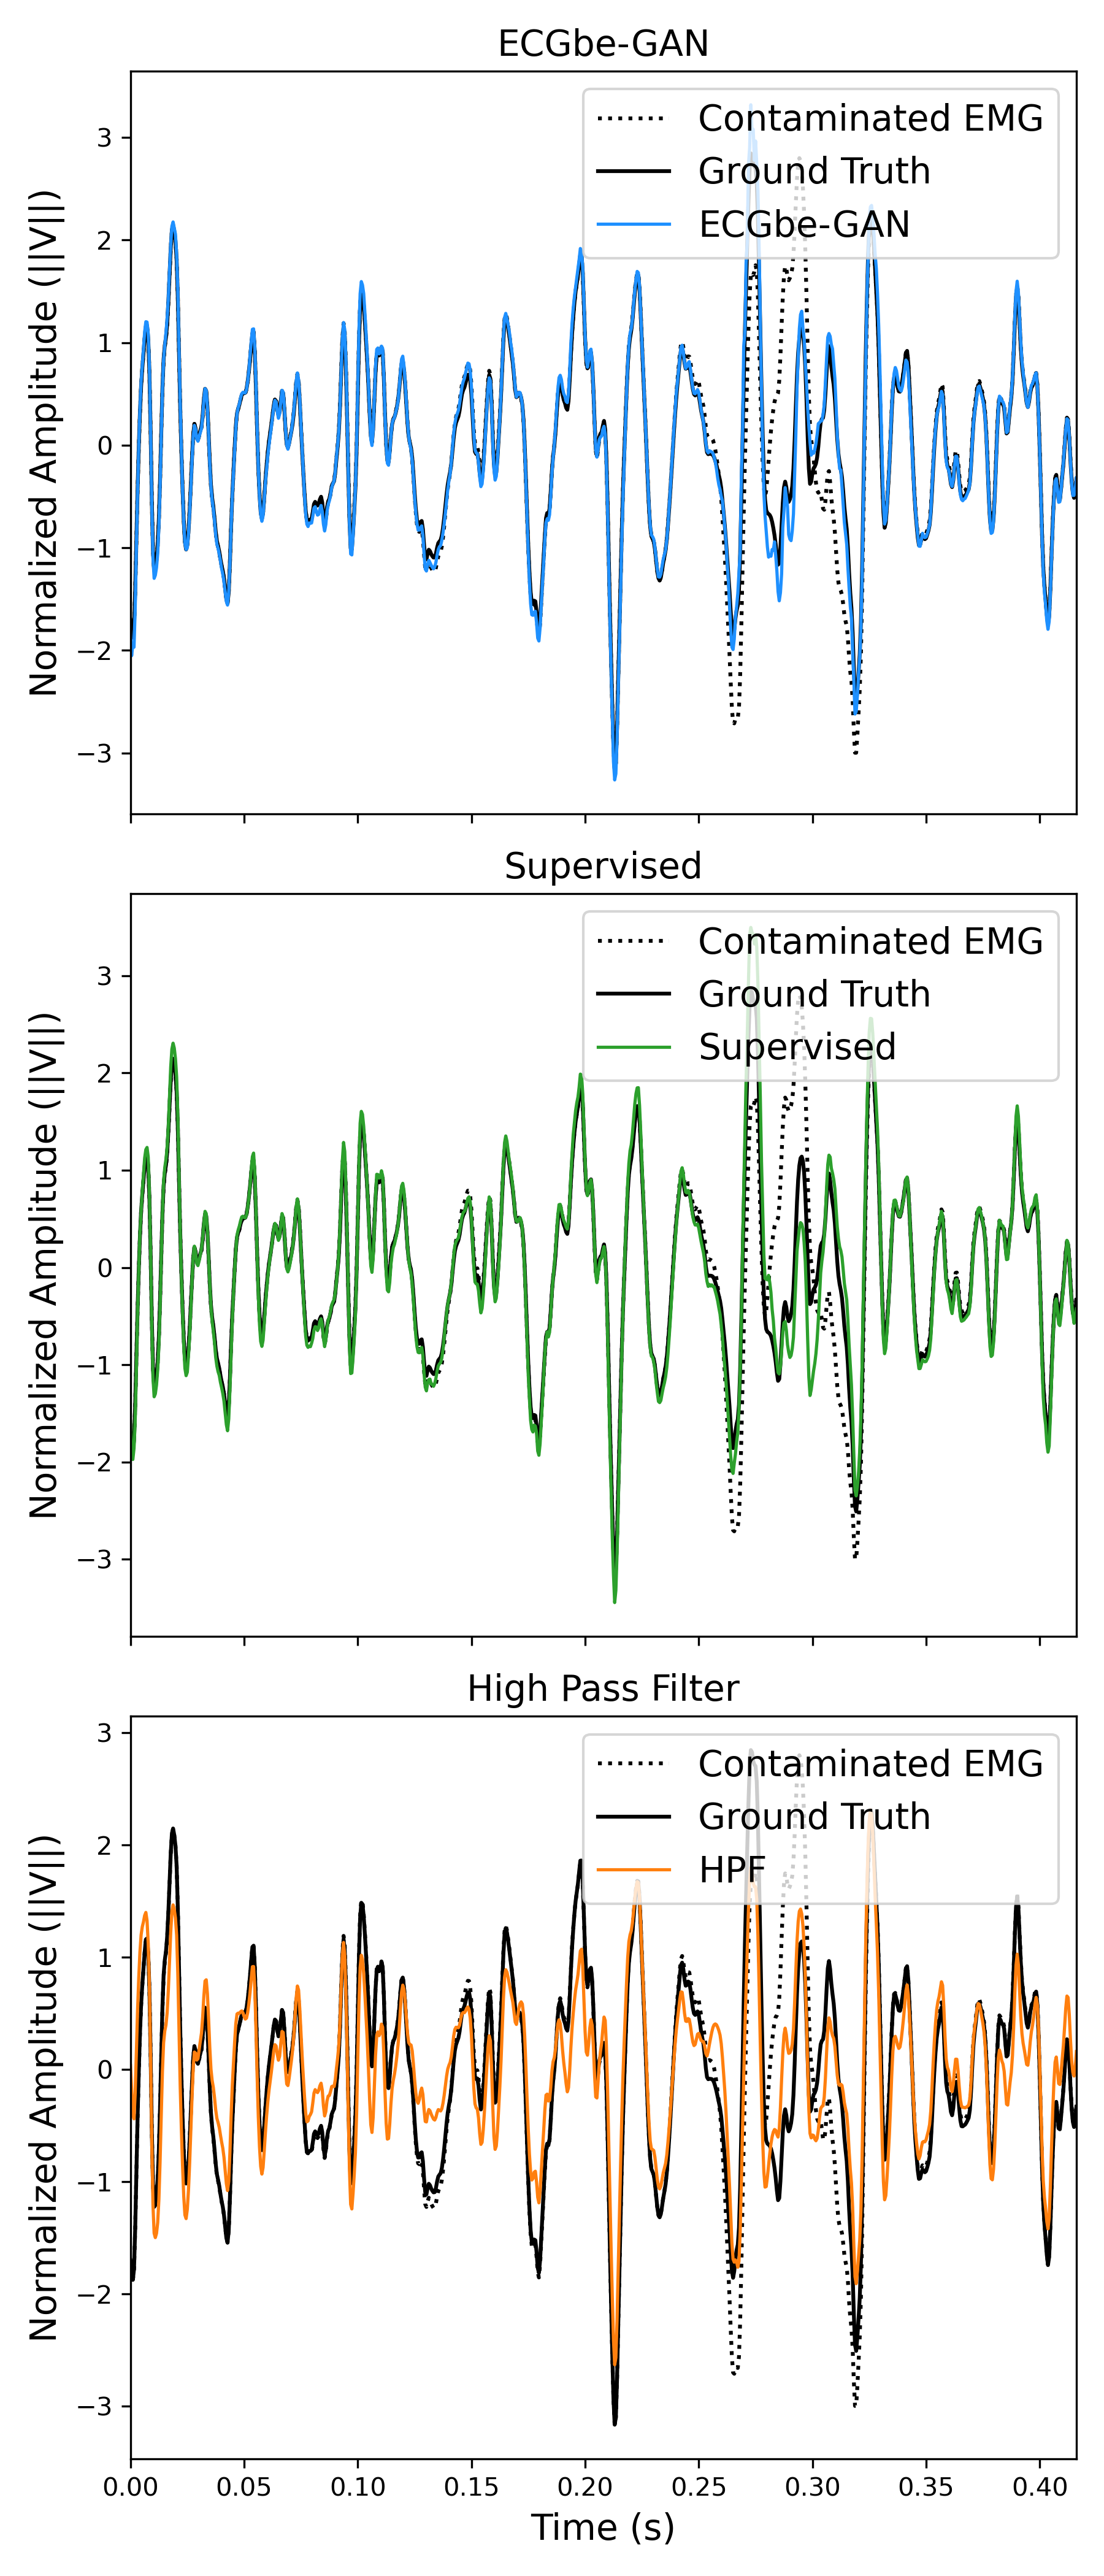 ECGbe-GAN
Contaminated EMG
Ground Truth
ECGbe-GAN
Normalized Amplitude (||V||)
3
2
1
0
−1
−2
−3
Supervised
Contaminated EMG
Ground Truth
Supervised
Normalized Amplitude (||V||)
3
2
1
0
−1
−2
−3
High Pass Filter
Contaminated EMG
Ground Truth
HPF
Normalized Amplitude (||V||)
3
2
1
0
−1
−2
−3
0.00 0.05 0.10 0.15 0.20 0.25 0.30 0.35 0.40
Time (s)